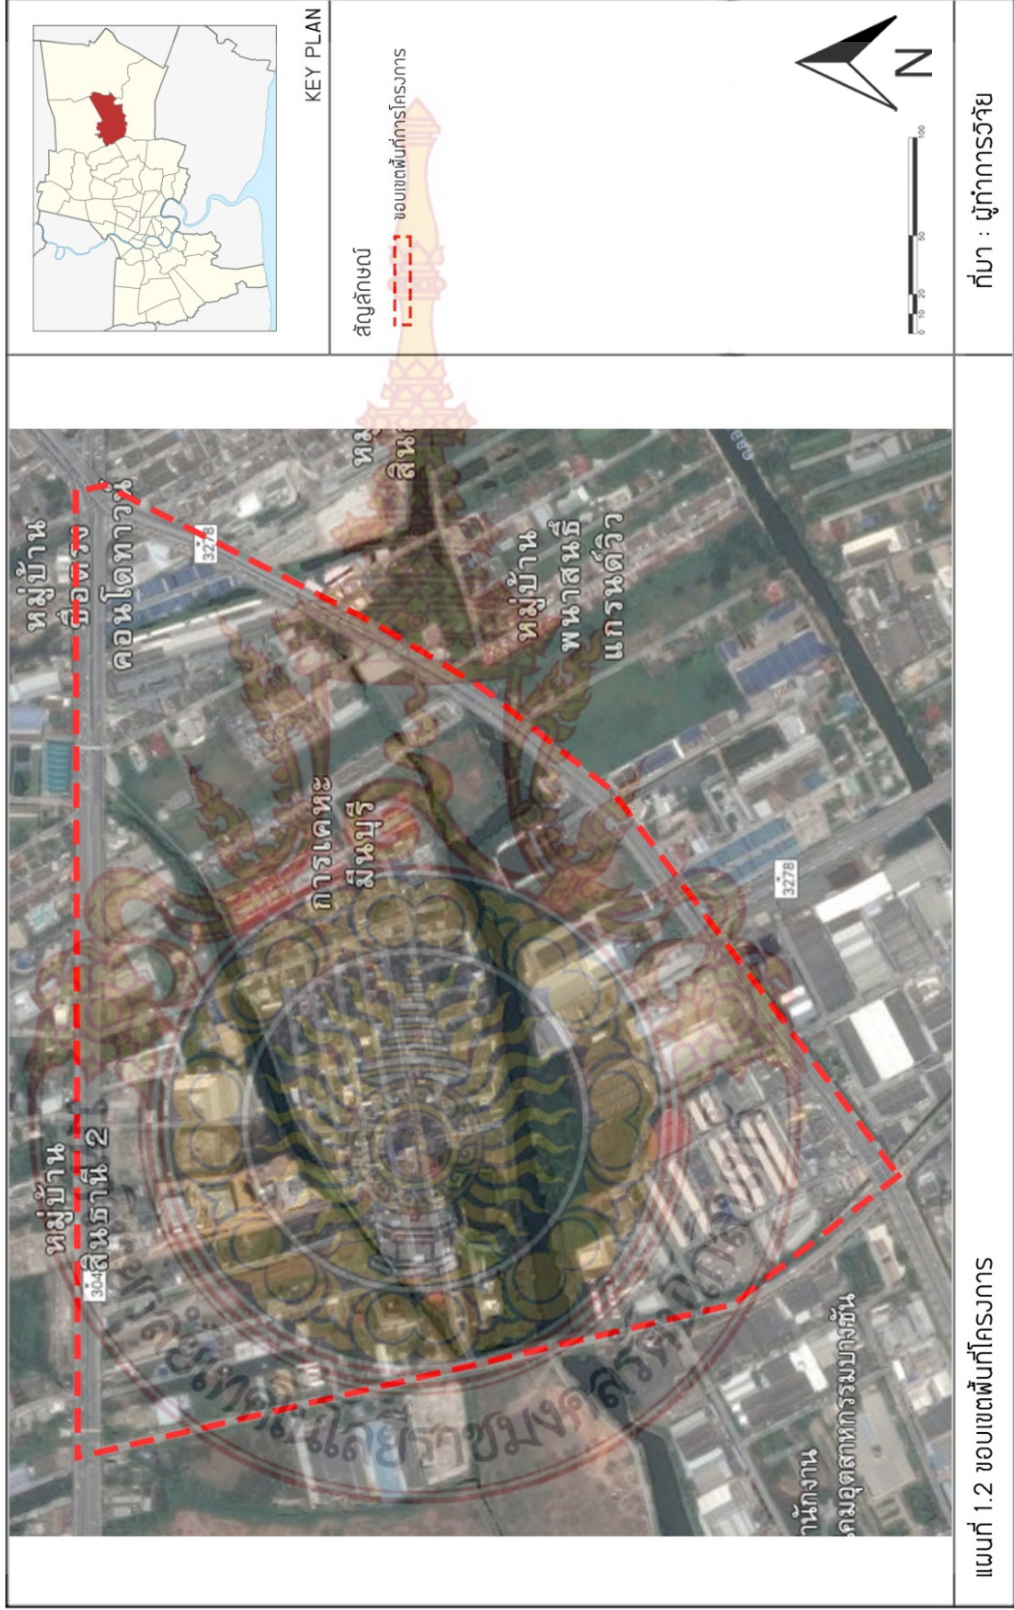 KEY PLAN
สัญลักษณ์
ขอบเขตพื้นที่การโครงการ
N
0 10 20 50 100
ที่มา : ผู้ทำการวิจัย
หมู่บ้าน
ซื่อตรง
คอนโดทาวน์
3278
หมู่บ้าน
พนาสนธิ์
แกรนด์วิว
การเคหะ
มีนบุรี
3278
หมู่บ้าน
สินธานี 2
304
นักงาน
คมอุตสาหกรรมบางชัน
แผนที่ 1.2 ขอบเขตพื้นที่โครงการ